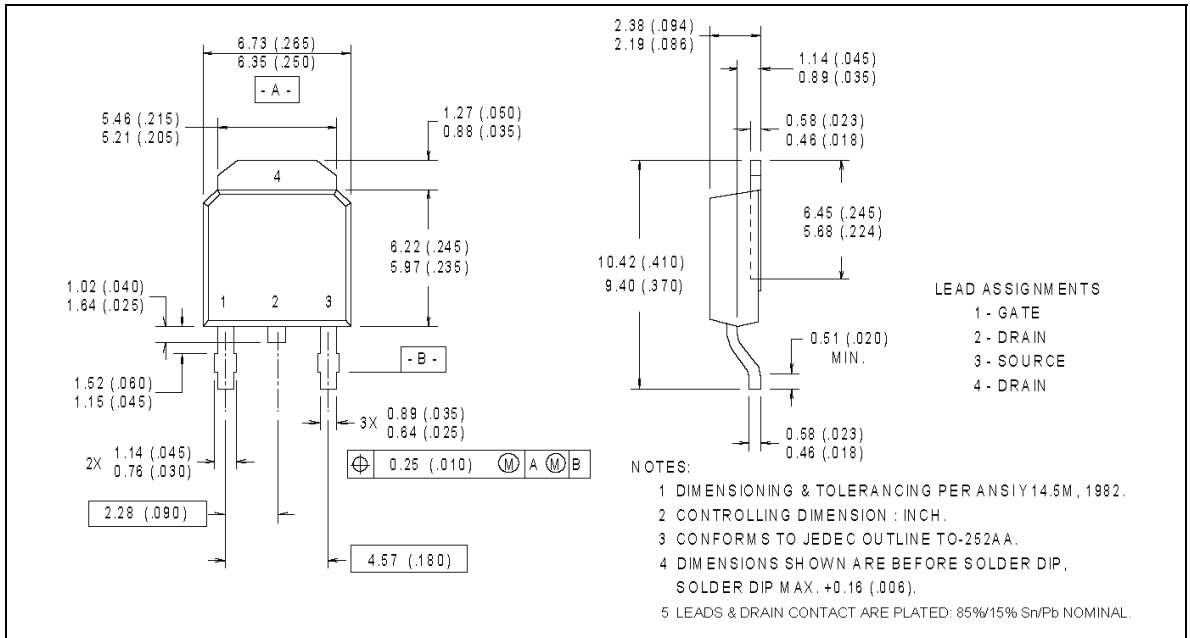 6.73 (.265)
6.35 (.250)
- A -
5.46 (.215)
5.21 (.205)
1.27 (.050)
0.88 (.035)
4
6.22 (.245)
5.97 (.235)
1.02 (.040)
1.64 (.025)
1 2 3
- B -
1.52 (.060)
1.15 (.045)
3X 0.89 (.035)
0.64 (.025)
2X 1.14 (.045)
0.76 (.030)
⌖ 0.25 (.010) Ⓜ A Ⓜ B
2.28 (.090)
4.57 (.180)
2.38 (.094)
2.19 (.086)
1.14 (.045)
0.89 (.035)
0.58 (.023)
0.46 (.018)
6.45 (.245)
5.68 (.224)
10.42 (.410)
9.40 (.370)
0.51 (.020)
MIN.
0.58 (.023)
0.46 (.018)
LEAD ASSIGNMENTS
1 - GATE
2 - DRAIN
3 - SOURCE
4 - DRAIN
NOTES:
1 DIMENSIONING & TOLERANCING PER ANSI Y14.5M, 1982.
2 CONTROLLING DIMENSION : INCH.
3 CONFORMS TO JEDEC OUTLINE TO-252AA.
4 DIMENSIONS SHOWN ARE BEFORE SOLDER DIP,
SOLDER DIP MAX. +0.16 (.006).
5 LEADS & DRAIN CONTACT ARE PLATED: 85%/15% Sn/Pb NOMINAL.